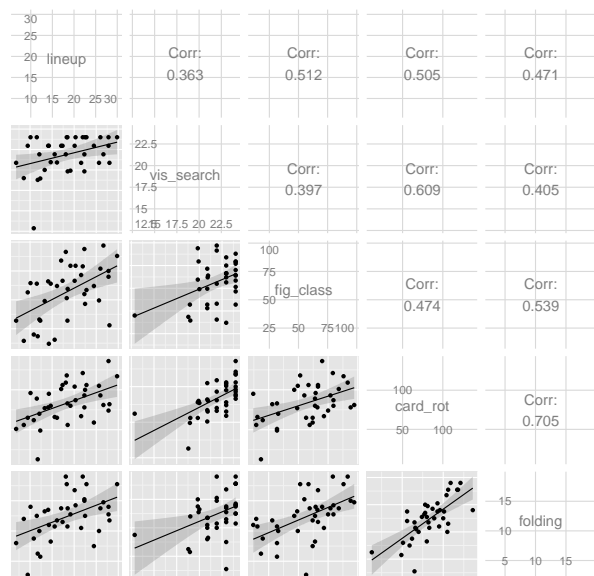 30
25
lineup
20
15
10
10 15 20 25 30
Corr:
0.363
Corr:
0.512
Corr:
0.505
Corr:
0.471
22.5
20
vis_search
17.5
15
12.5 15 17.5 20 22.5
Corr:
0.397
Corr:
0.609
Corr:
0.405
100
75
fig_class
50
25
25 50 75 100
Corr:
0.474
Corr:
0.539
100
card_rot
50
50 100
Corr:
0.705
15
folding
10
5
5 10 15